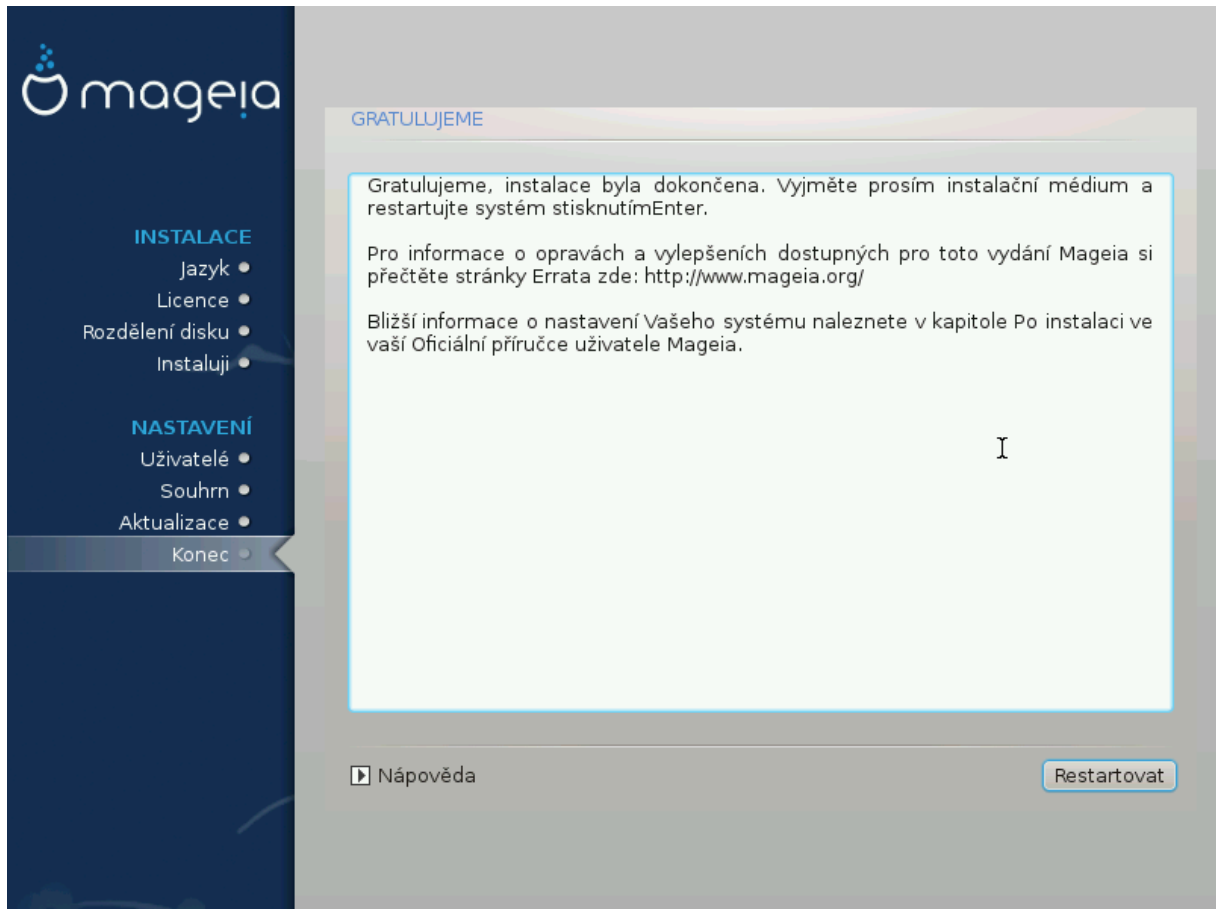 mageia
INSTALACE
Jazyk
Licence
Rozdělení disku
Instaluji
NASTAVENÍ
Uživatelé
Souhrn
Aktualizace
Konec
GRATULUJEME
Gratulujeme, instalace byla dokončena. Vyjměte prosím instalační médium a
restartujte systém stisknutímEnter.
Pro informace o opravách a vylepšeních dostupných pro toto vydání Mageia si
přečtěte stránky Errata zde: http://www.mageia.org/
Bližší informace o nastavení Vašeho systému naleznete v kapitole Po instalaci ve
vaší Oficiální příručce uživatele Mageia.
Nápověda
Restartovat